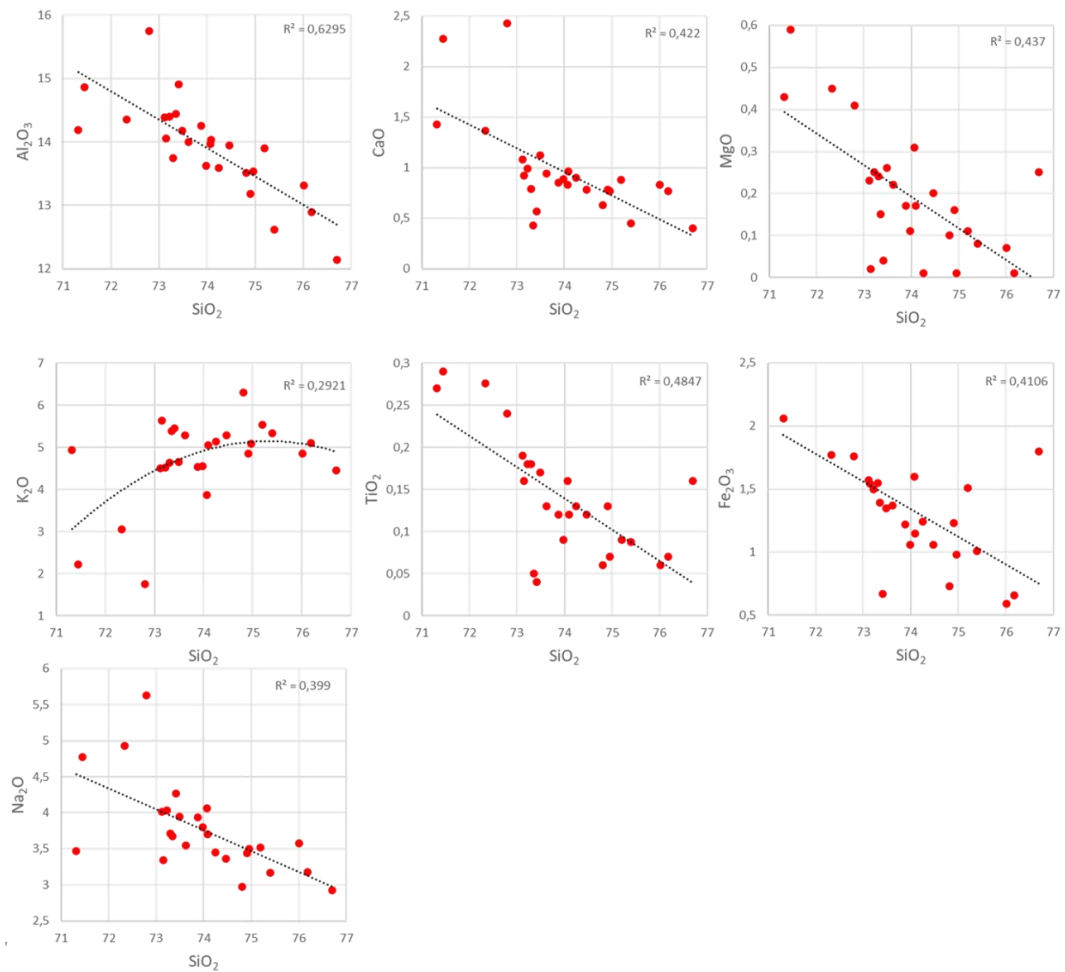 16
15
14
13
12
Al₂O₃
R² = 0,6295
71 72 73 74 75 76 77
SiO₂
2,5
2
1,5
1
0,5
0
CaO
R² = 0,422
71 72 73 74 75 76 77
SiO₂
0,6
0,5
0,4
0,3
0,2
0,1
0
MgO
R² = 0,437
71 72 73 74 75 76 77
SiO₂
7
6
5
4
3
2
1
K₂O
R² = 0,2921
71 72 73 74 75 76 77
SiO₂
0,3
0,25
0,2
0,15
0,1
0,05
0
TiO₂
R² = 0,4847
71 72 73 74 75 76 77
SiO₂
2,5
2
1,5
1
0,5
Fe₂O₃
R² = 0,4106
71 72 73 74 75 76 77
SiO₂
6
5,5
5
4,5
4
3,5
3
2,5
Na₂O
R² = 0,399
71 72 73 74 75 76 77
SiO₂